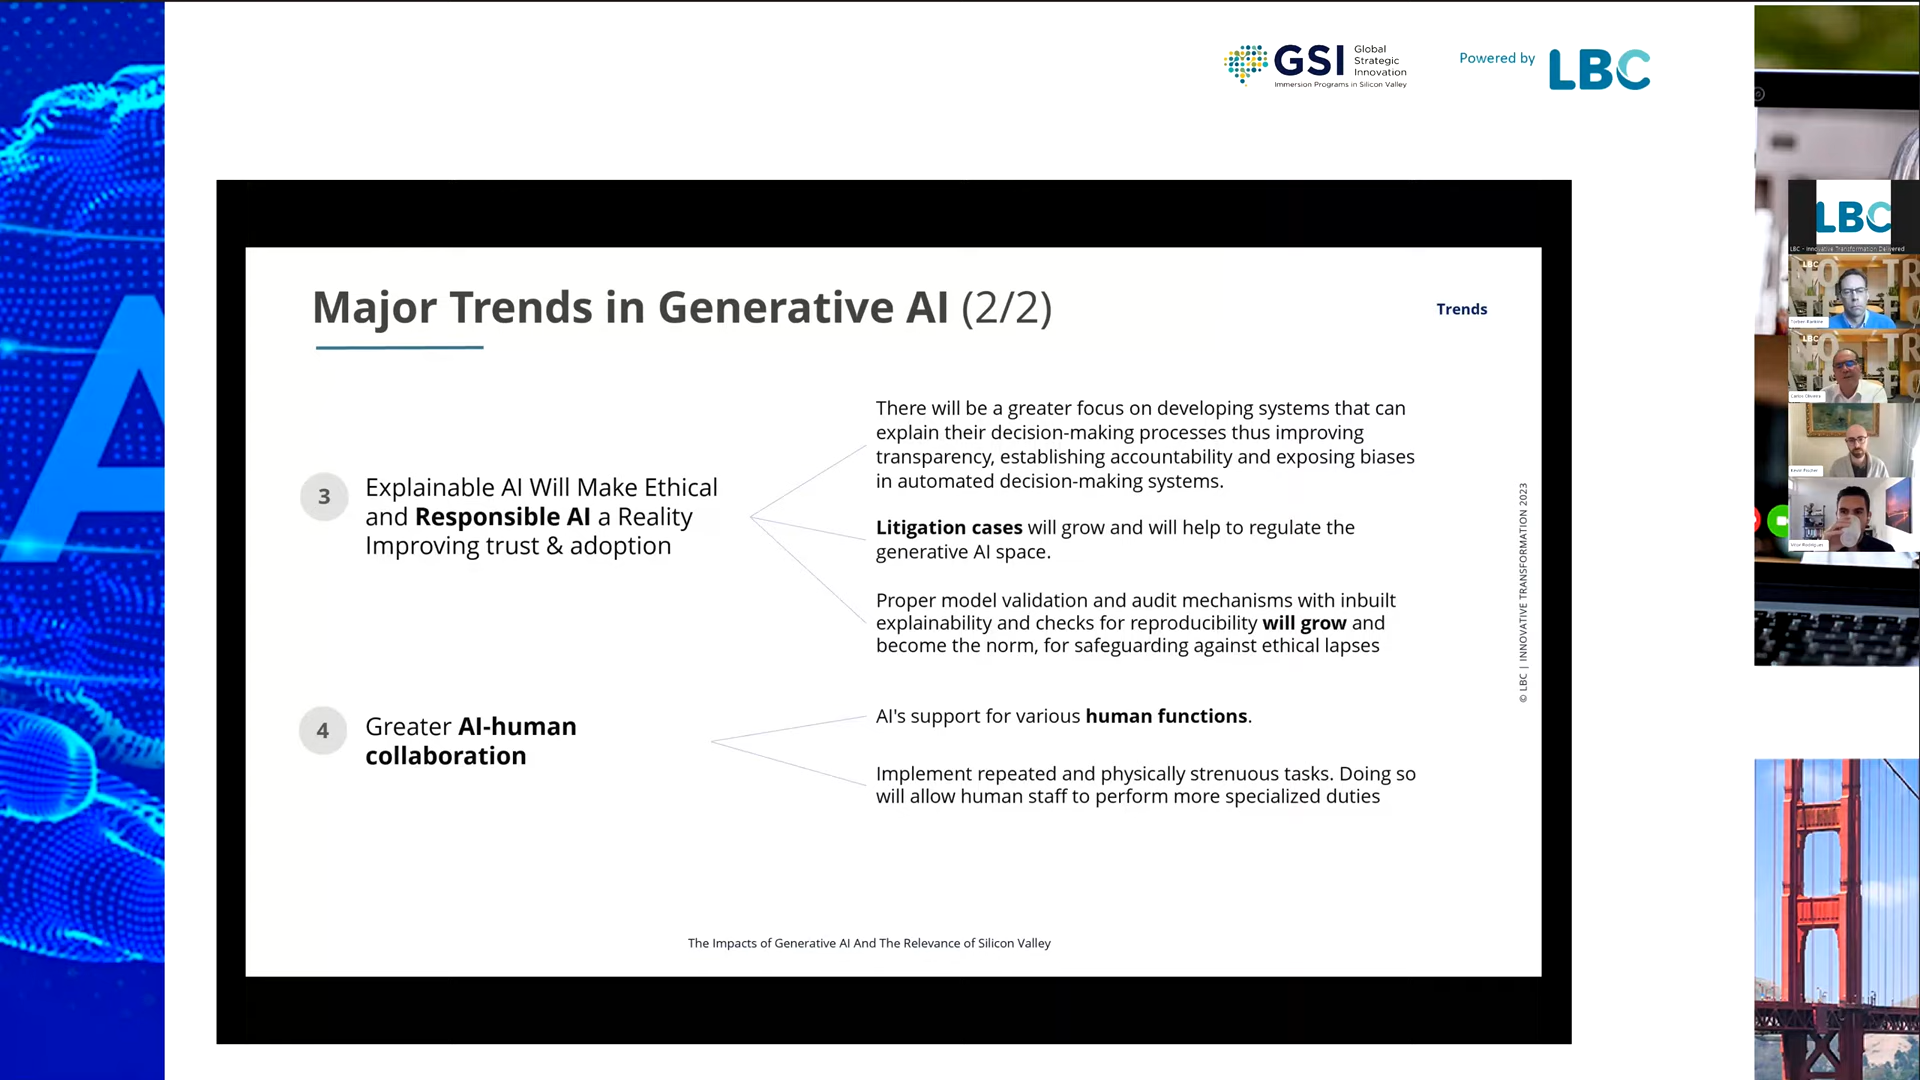 GSI
Global
Strategic
Innovation
Immersion Programs in Silicon Valley
Powered by
LBC
Major Trends in Generative AI (2/2)
Trends
3
Explainable AI Will Make Ethical
and Responsible AI a Reality
Improving trust & adoption
There will be a greater focus on developing systems that can
explain their decision-making processes thus improving
transparency, establishing accountability and exposing biases
in automated decision-making systems.
Litigation cases will grow and will help to regulate the
generative AI space.
Proper model validation and audit mechanisms with inbuilt
explainability and checks for reproducibility will grow and
become the norm, for safeguarding against ethical lapses
4
Greater AI-human
collaboration
AI's support for various human functions.
Implement repeated and physically strenuous tasks. Doing so
will allow human staff to perform more specialized duties
The Impacts of Generative AI And The Relevance of Silicon Valley
© LBC | INNOVATIVE TRANSFORMATION 2023
LBC
LBC - Innovative Transformation Delivered
LBC
LBC
A